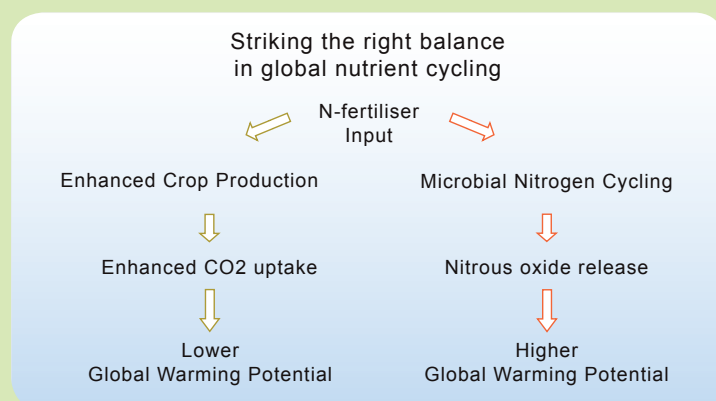 Striking the right balance
in global nutrient cycling
N-fertiliser
Input
Enhanced Crop Production
Enhanced CO2 uptake
Lower
Global Warming Potential
Microbial Nitrogen Cycling
Nitrous oxide release
Higher
Global Warming Potential